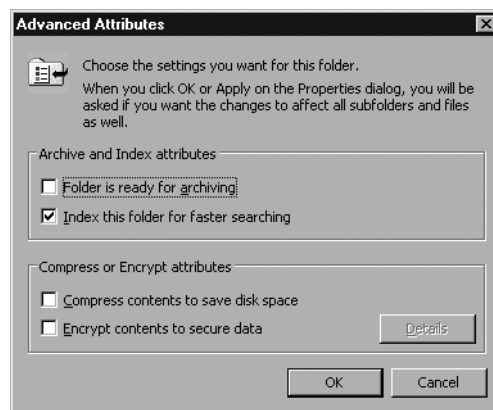 Advanced Attributes
Choose the settings you want for this folder.
When you click OK or Apply on the Properties dialog, you will be
asked if you want the changes to affect all subfolders and files
as well.
Archive and Index attributes
Folder is ready for archiving
Index this folder for faster searching
Compress or Encrypt attributes
Compress contents to save disk space
Encrypt contents to secure data
Details
OK
Cancel